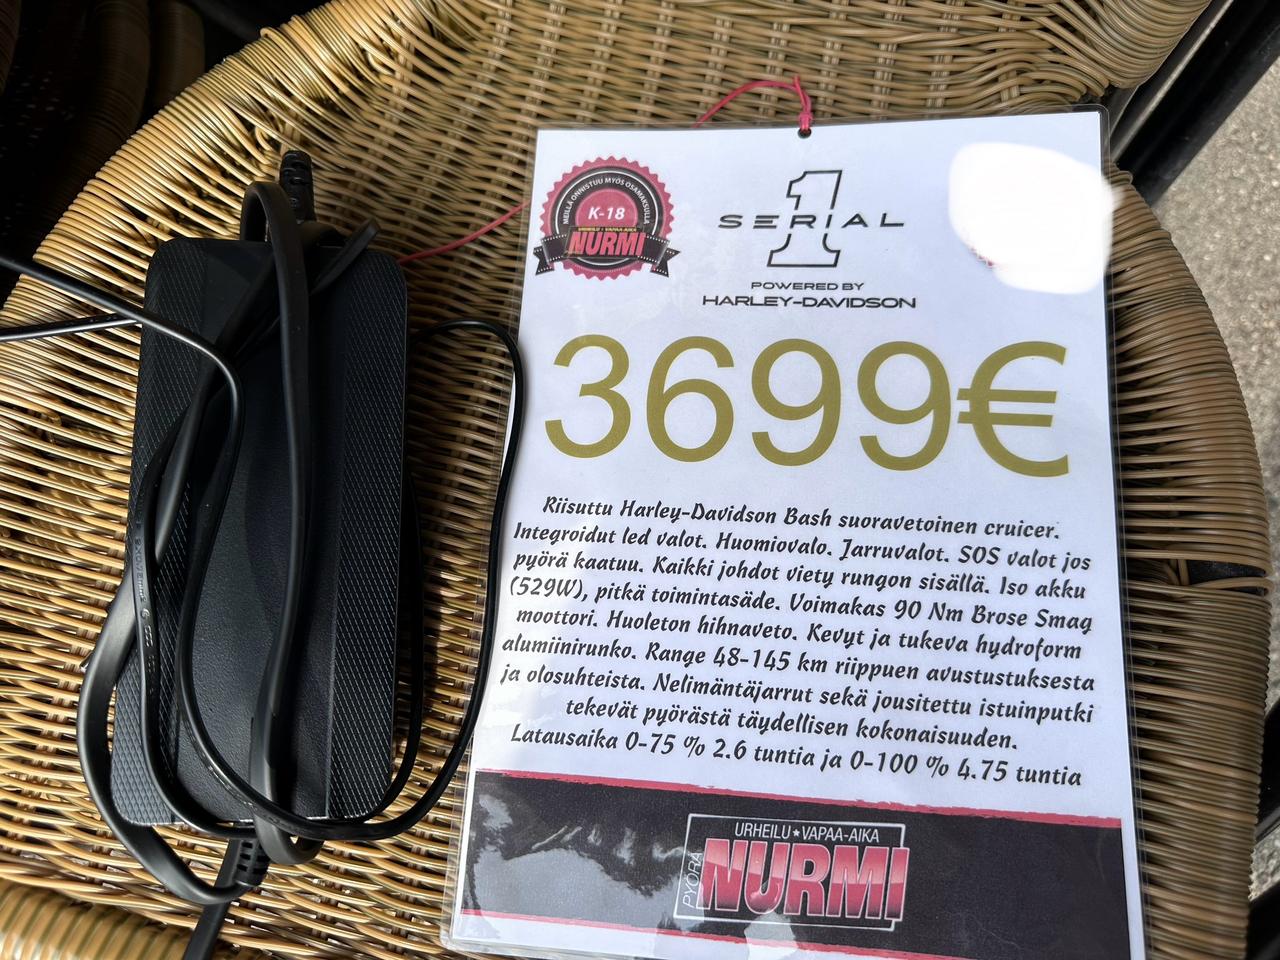 MEILLÄ ONNISTUU MYÖS OSAMAKSULLA
K-18
URHEILU • VAPAA-AIKA
NURMI
SERIAL
1
POWERED BY
HARLEY-DAVIDSON
3699€
Riisuttu Harley-Davidson Bash suoravetoinen cruicer.
Integroidut led valot. Huomiovalo. Jarruvalot. SOS valot jos
pyörä kaatuu. Kaikki johdot viety rungon sisällä. Iso akku
(529W), pitkä toimintasäde. Voimakas 90 Nm Brose Smag
moottori. Huoleton hihnaveto. Kevyt ja tukeva hydroform
alumiinirunko. Range 48-145 km riippuen avustustuksesta
ja olosuhteista. Nelimäntäjarrut sekä jousitettu istuinputki
tekevät pyörästä täydellisen kokonaisuuden.
Latausaika 0-75 % 2.6 tuntia ja 0-100 % 4.75 tuntia
URHEILU★VAPAA-AIKA
PYÖRÄ
NURMI